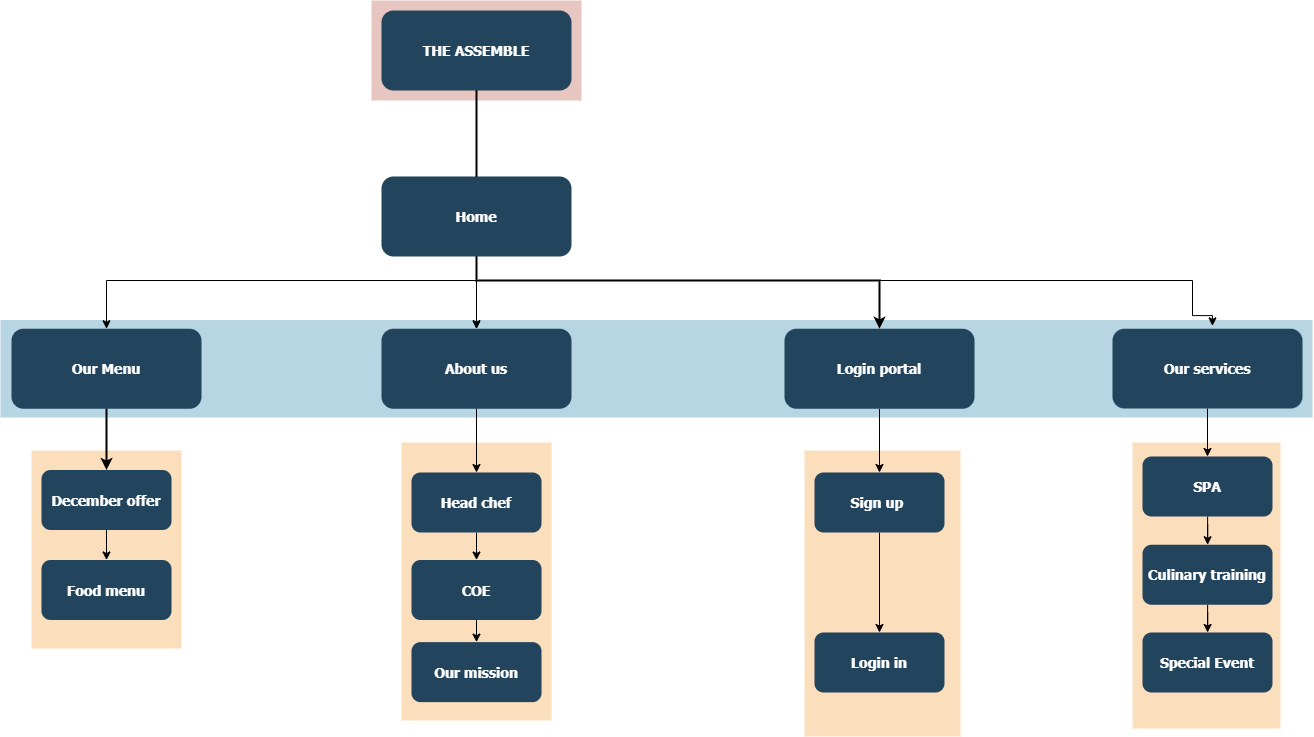 THE ASSEMBLE
Home
Our Menu
About us
Login portal
Our services
December offer
Food menu
Head chef
COE
Our mission
Sign up
Login in
SPA
Culinary training
Special Event